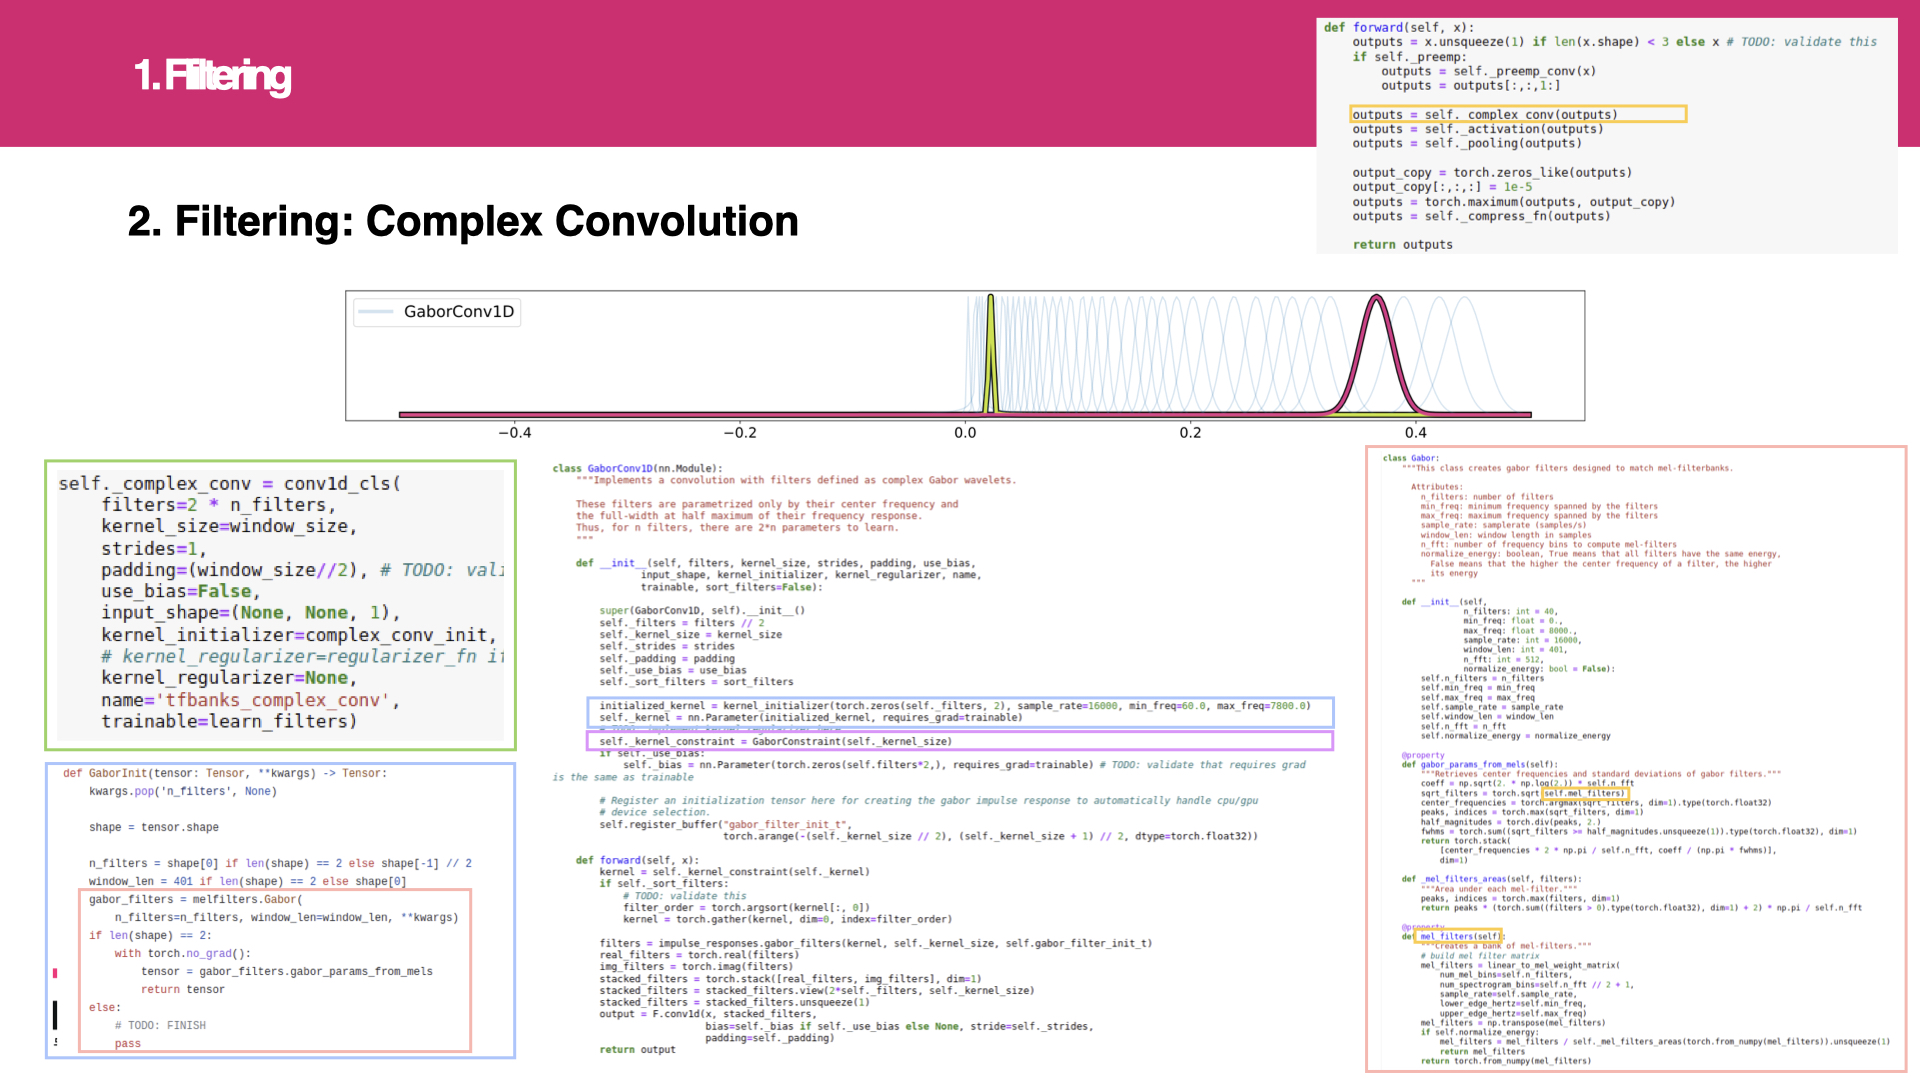 1. Filtering
def forward(self, x):
outputs = x.unsqueeze(1) if len(x.shape) < 3 else x # TODO: validate this
if self._preemp:
outputs = self._preemp_conv(x)
outputs = outputs[:,:,1:]
outputs = self._complex_conv(outputs)
outputs = self._activation(outputs)
outputs = self._pooling(outputs)
output_copy = torch.zeros_like(outputs)
output_copy[:,:,:] = 1e-5
outputs = torch.maximum(outputs, output_copy)
outputs = self._compress_fn(outputs)
return outputs
2. Filtering: Complex Convolution
GaborConv1D
−0.4 −0.2 0.0 0.2 0.4
self._complex_conv = conv1d_cls(
filters=2 * n_filters,
kernel_size=window_size,
strides=1,
padding=(window_size//2), # TODO: vali
use_bias=False,
input_shape=(None, None, 1),
kernel_initializer=complex_conv_init,
# kernel_regularizer=regularizer_fn if
kernel_regularizer=None,
name='tfbanks_complex_conv',
trainable=learn_filters)
def GaborInit(tensor: Tensor, **kwargs) -> Tensor:
kwargs.pop('n_filters', None)
shape = tensor.shape
n_filters = shape[0] if len(shape) == 2 else shape[-1] // 2
window_len = 401 if len(shape) == 2 else shape[0]
gabor_filters = melfilters.Gabor(
n_filters=n_filters, window_len=window_len, **kwargs)
if len(shape) == 2:
with torch.no_grad():
tensor = gabor_filters.gabor_params_from_mels
return tensor
else:
# TODO: FINISH
pass
class GaborConv1D(nn.Module):
"""Implements a convolution with filters defined as complex Gabor wavelets.
These filters are parametrized only by their center frequency and
the full-width at half maximum of their frequency response.
Thus, for n filters, there are 2*n parameters to learn.
"""
def __init__(self, filters, kernel_size, strides, padding, use_bias,
input_shape, kernel_initializer, kernel_regularizer, name,
trainable, sort_filters=False):
super(GaborConv1D, self).__init__()
self._filters = filters // 2
self._kernel_size = kernel_size
self._strides = strides
self._padding = padding
self._use_bias = use_bias
self._sort_filters = sort_filters
initialized_kernel = kernel_initializer(torch.zeros(self._filters, 2), sample_rate=16000, min_freq=60.0, max_freq=7800.0)
self._kernel = nn.Parameter(initialized_kernel, requires_grad=trainable)
self._kernel_constraint = GaborConstraint(self._kernel_size)
if self._use_bias:
self._bias = nn.Parameter(torch.zeros(self.filters*2,), requires_grad=trainable) # TODO: validate that requires grad
is the same as trainable
# Register an initialization tensor here for creating the gabor impulse response to automatically handle cpu/gpu
# device selection.
self.register_buffer("gabor_filter_init_t",
torch.arange(-(self._kernel_size // 2), (self._kernel_size + 1) // 2, dtype=torch.float32))
def forward(self, x):
kernel = self._kernel_constraint(self._kernel)
if self._sort_filters:
# TODO: validate this
filter_order = torch.argsort(kernel[:, 0])
kernel = torch.gather(kernel, dim=0, index=filter_order)
filters = impulse_responses.gabor_filters(kernel, self._kernel_size, self.gabor_filter_init_t)
real_filters = torch.real(filters)
img_filters = torch.imag(filters)
stacked_filters = torch.stack([real_filters, img_filters], dim=1)
stacked_filters = stacked_filters.view(2*self._filters, self._kernel_size)
stacked_filters = stacked_filters.unsqueeze(1)
output = F.conv1d(x, stacked_filters,
bias=self._bias if self._use_bias else None, stride=self._strides,
padding=self._padding)
return output
class Gabor:
"""This class creates gabor filters designed to match mel-filterbanks.
Attributes:
n_filters: number of filters
min_freq: minimum frequency spanned by the filters
max_freq: maximum frequency spanned by the filters
sample_rate: samplerate (samples/s)
window_len: window length in samples
n_fft: number of frequency bins to compute mel-filters
normalize_energy: boolean, True means that all filters have the same energy,
False means that the higher the center frequency of a filter, the higher
its energy
"""
def __init__(self,
n_filters: int = 40,
min_freq: float = 0.,
max_freq: float = 8000.,
sample_rate: int = 16000,
window_len: int = 401,
n_fft: int = 512,
normalize_energy: bool = False):
self.n_filters = n_filters
self.min_freq = min_freq
self.max_freq = max_freq
self.sample_rate = sample_rate
self.window_len = window_len
self.n_fft = n_fft
self.normalize_energy = normalize_energy
@property
def gabor_params_from_mels(self):
"""Retrieves center frequencies and standard deviations of gabor filters."""
coeff = np.sqrt(2. * np.log(2.)) * self.n_fft
sqrt_filters = torch.sqrt(self.mel_filters)
center_frequencies = torch.argmax(sqrt_filters, dim=1).type(torch.float32)
peaks, indices = torch.max(sqrt_filters, dim=1)
half_magnitudes = torch.div(peaks, 2.)
fwhms = torch.sum((sqrt_filters >= half_magnitudes.unsqueeze(1)).type(torch.float32), dim=1)
return torch.stack(
[center_frequencies * 2 * np.pi / self.n_fft, coeff / (np.pi * fwhms)],
dim=1)
def _mel_filters_areas(self, filters):
"""Area under each mel-filter."""
peaks, indices = torch.max(filters, dim=1)
return peaks * (torch.sum((filters > 0).type(torch.float32), dim=1) + 2) * np.pi / self.n_fft
@property
def mel_filters(self):
"""Creates a bank of mel-filters."""
# build mel filter matrix
mel_filters = linear_to_mel_weight_matrix(
num_mel_bins=self.n_filters,
num_spectrogram_bins=self.n_fft // 2 + 1,
sample_rate=self.sample_rate,
lower_edge_hertz=self.min_freq,
upper_edge_hertz=self.max_freq)
mel_filters = np.transpose(mel_filters)
if self.normalize_energy:
mel_filters = mel_filters / self._mel_filters_areas(torch.from_numpy(mel_filters)).unsqueeze(1)
return mel_filters
return torch.from_numpy(mel_filters)